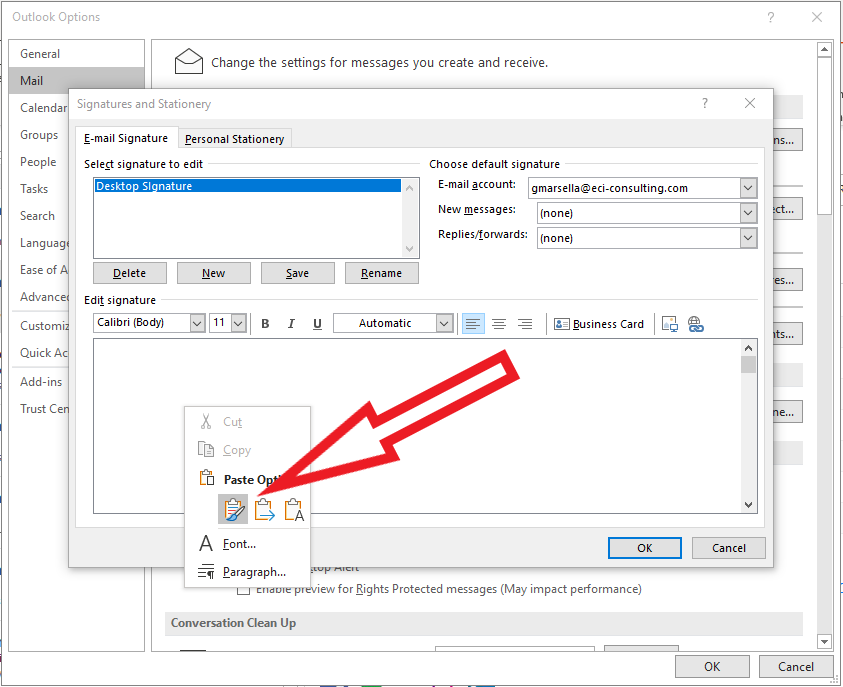 Outlook Options
General
Mail
Calendar
Groups
People
Tasks
Search
Language
Ease of A
Advanced
Customiz
Quick Ac
Add-ins
Trust Cen
Change the settings for messages you create and receive.
Signatures and Stationery
E-mail Signature
Personal Stationery
Select signature to edit
Desktop Signature
Delete
New
Save
Rename
Choose default signature
E-mail account:
gmarsella@eci-consulting.com
New messages:
(none)
Replies/forwards:
(none)
Edit signature
Calibri (Body)
11
B
I
U
Automatic
Business Card
Cut
Copy
Paste Opti
Font...
Paragraph...
OK
Cancel
ns...
ect...
res...
nts...
ne...
top Alert
Enable preview for Rights Protected messages (May impact performance)
Conversation Clean Up
OK
Cancel